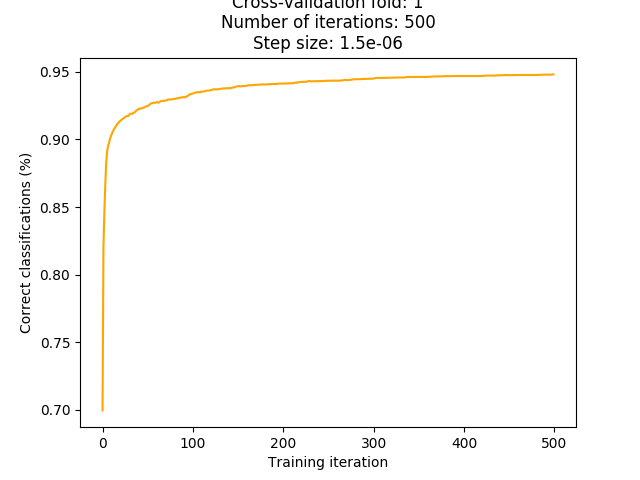 Cross-validation fold: 1
Number of iterations: 500
Step size: 1.5e-06
0.95
0.90
0.85
0.80
0.75
0.70
Correct classifications (%)
0 100 200 300 400 500
Training iteration